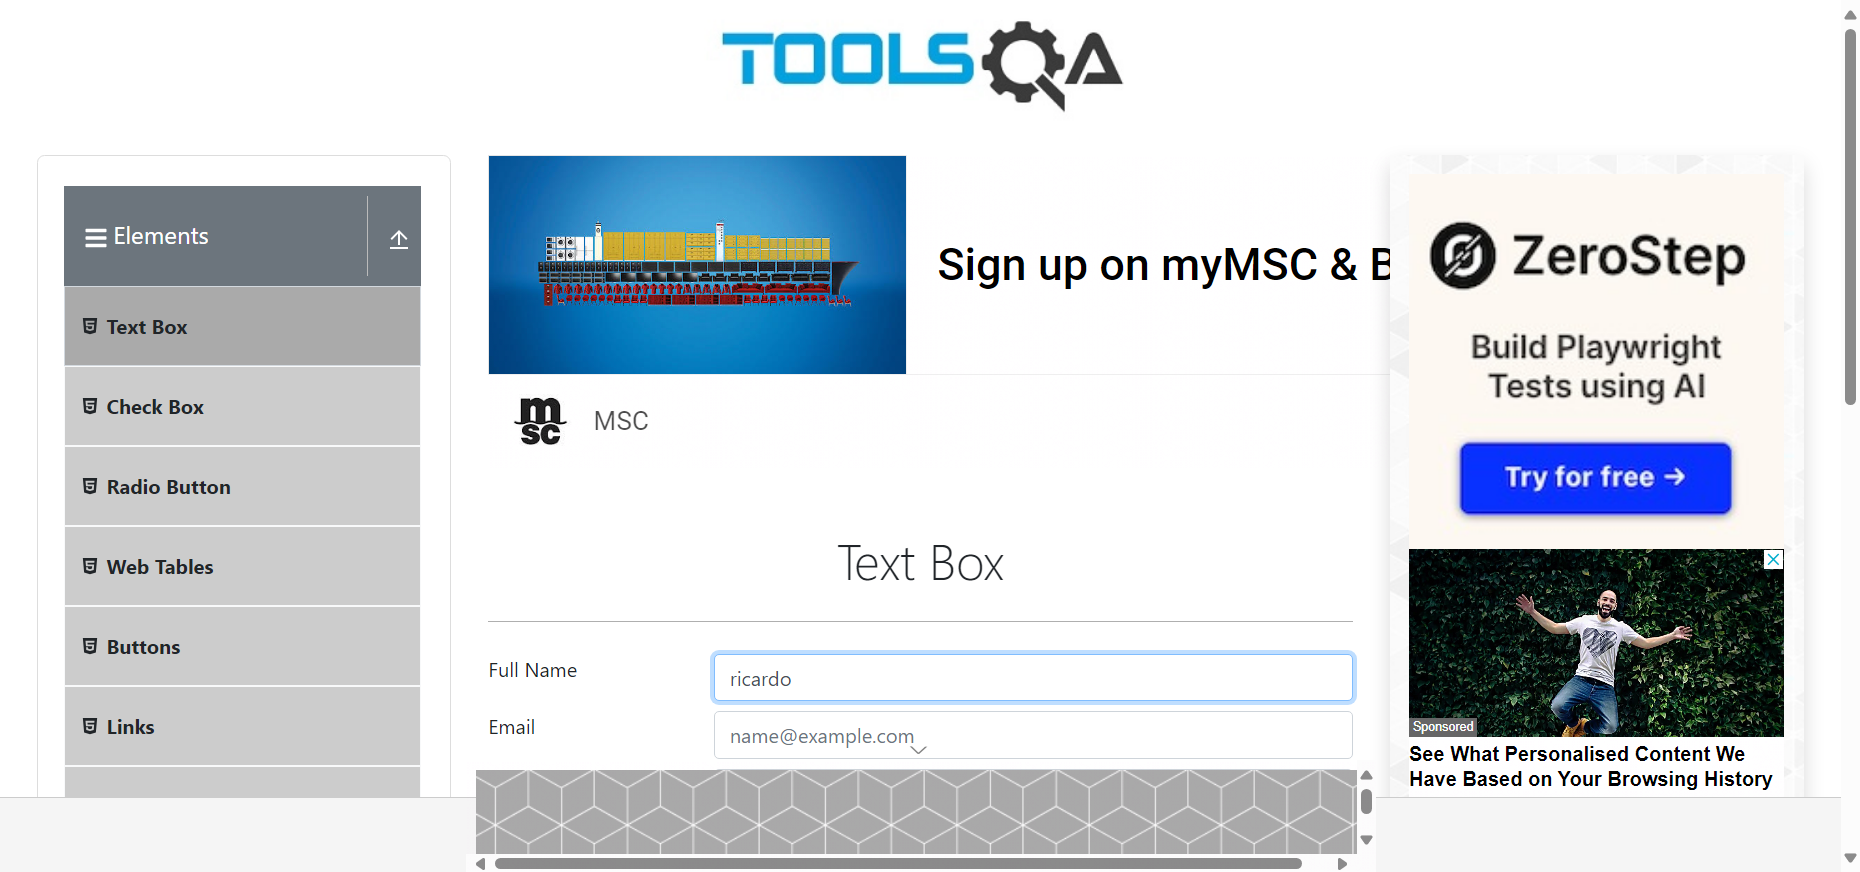 TOOLSQA
Elements
Text Box
Check Box
Radio Button
Web Tables
Buttons
Links
Sign up on myMSC & B
msc
MSC
Text Box
Full Name
ricardo
Email
name@example.com
ZeroStep
Build Playwright
Tests using AI
Try for free →
Sponsored
See What Personalised Content We
Have Based on Your Browsing History